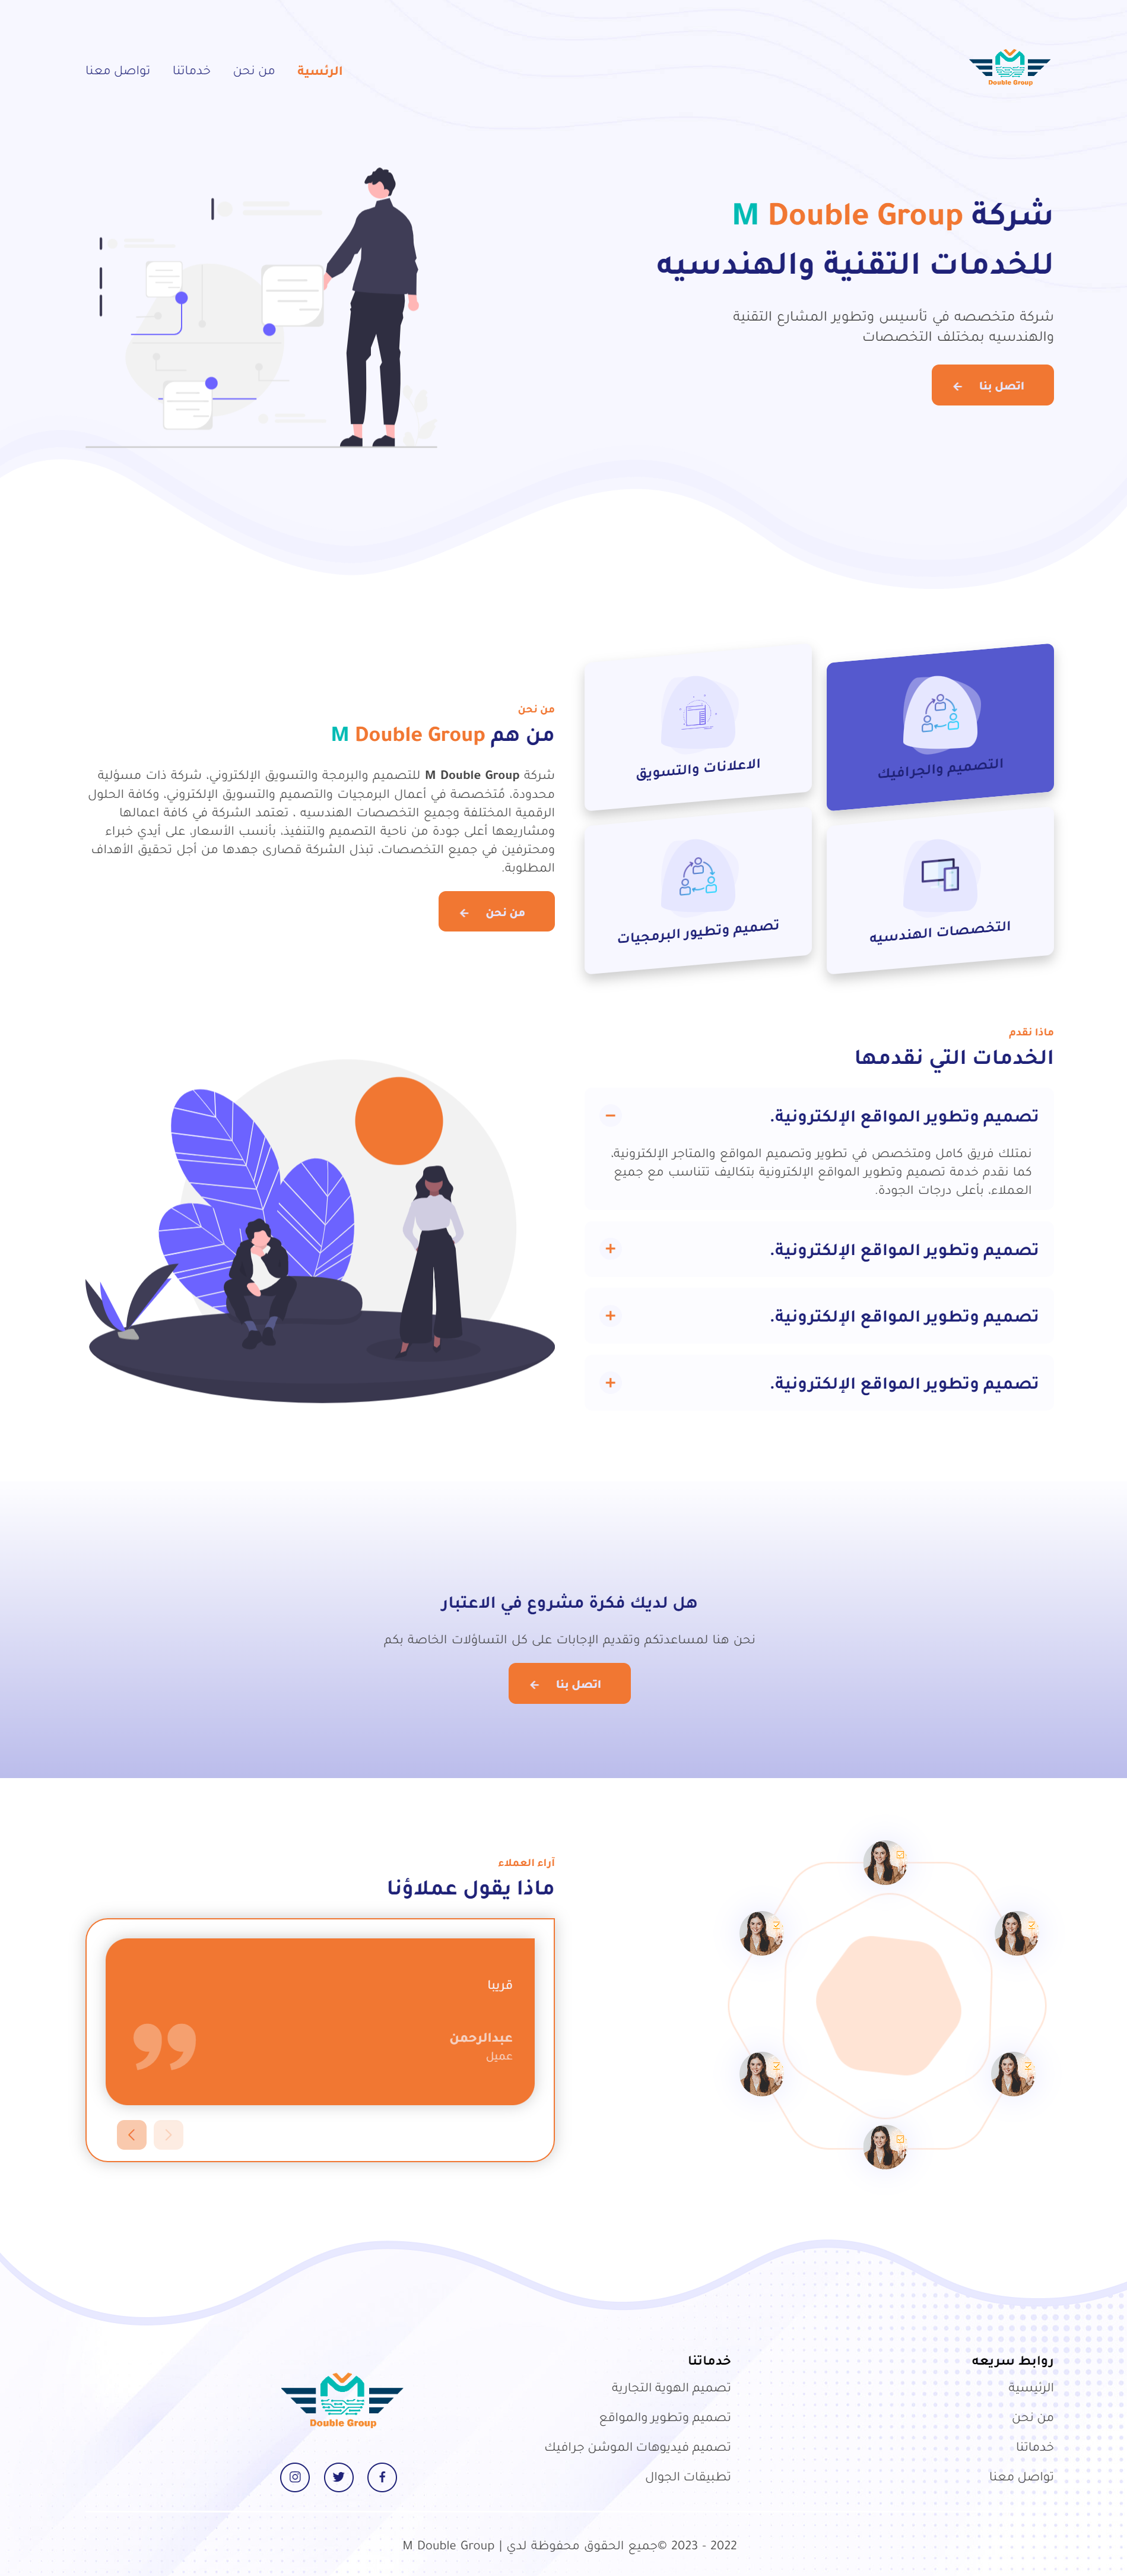 Double Group
الرئسية
من نحن
خدماتنا
تواصل معنا
شركة M Double Group
للخدمات التقنية والهندسيه
شركة متخصصه في تأسيس وتطوير المشارع التقنية
والهندسيه بمختلف التخصصات
اتصل بنا
التصميم والجرافيك
الاعلانات والتسويق
التخصصات الهندسيه
تصميم وتطيور البرمجيات
من نحن
من هم M Double Group
شركة M Double Group للتصميم والبرمجة والتسويق الإلكتروني، شركة ذات مسؤلية
محدودة، مُتخصصة في أعمال البرمجيات والتصميم والتسويق الإلكتروني، وكافة الحلول
الرقمية المختلفة وجميع التخصصات الهندسيه ، تعتمد الشركة في كافة اعمالها
ومشاريعها أعلى جودة من ناحية التصميم والتنفيذ، بأنسب الأسعار، على أيدي خبراء
ومحترفين في جميع التخصصات، تبذل الشركة قصارى جهدها من أجل تحقيق الأهداف
المطلوبة.
من نحن
ماذا نقدم
الخدمات التي نقدمها
تصميم وتطوير المواقع الإلكترونية.
نمتلك فريق كامل ومتخصص في تطوير وتصميم المواقع والمتاجر الإلكترونية،
كما نقدم خدمة تصميم وتطوير المواقع الإلكترونية بتكاليف تتناسب مع جميع
العملاء، بأعلى درجات الجودة.
تصميم وتطوير المواقع الإلكترونية.
تصميم وتطوير المواقع الإلكترونية.
تصميم وتطوير المواقع الإلكترونية.
هل لديك فكرة مشروع في الاعتبار
نحن هنا لمساعدتكم وتقديم الإجابات على كل التساؤلات الخاصة بكم
اتصل بنا
أراء العملاء
ماذا يقول عملاؤنا
قريبا
عبدالرحمن
عميل
روابط سريعه
الرئيسية
من نحن
خدماتنا
تواصل معنا
خدماتنا
تصميم الهوية التجارية
تصميم وتطوير والمواقع
تصميم فيديوهات الموشن جرافيك
تطبيقات الجوال
Double Group
2022 - 2023 ©جميع الحقوق محفوظة لدي | M Double Group